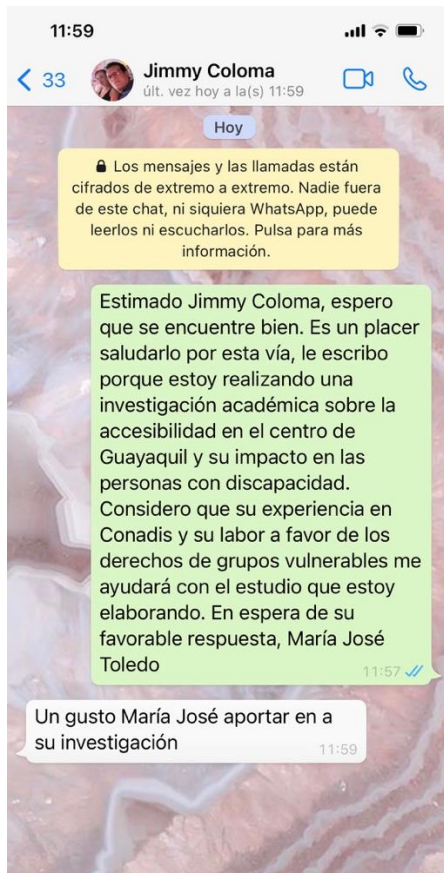 11:59
33
Jimmy Coloma
últ. vez hoy a la(s) 11:59
Hoy
Los mensajes y las llamadas están
cifrados de extremo a extremo. Nadie fuera
de este chat, ni siquiera WhatsApp, puede
leerlos ni escucharlos. Pulsa para más
información.
Estimado Jimmy Coloma, espero
que se encuentre bien. Es un placer
saludarlo por esta vía, le escribo
porque estoy realizando una
investigación académica sobre la
accesibilidad en el centro de
Guayaquil y su impacto en las
personas con discapacidad.
Considero que su experiencia en
Conadis y su labor a favor de los
derechos de grupos vulnerables me
ayudará con el estudio que estoy
elaborando. En espera de su
favorable respuesta, María José
Toledo
11:57
Un gusto María José aportar en a
su investigación
11:59